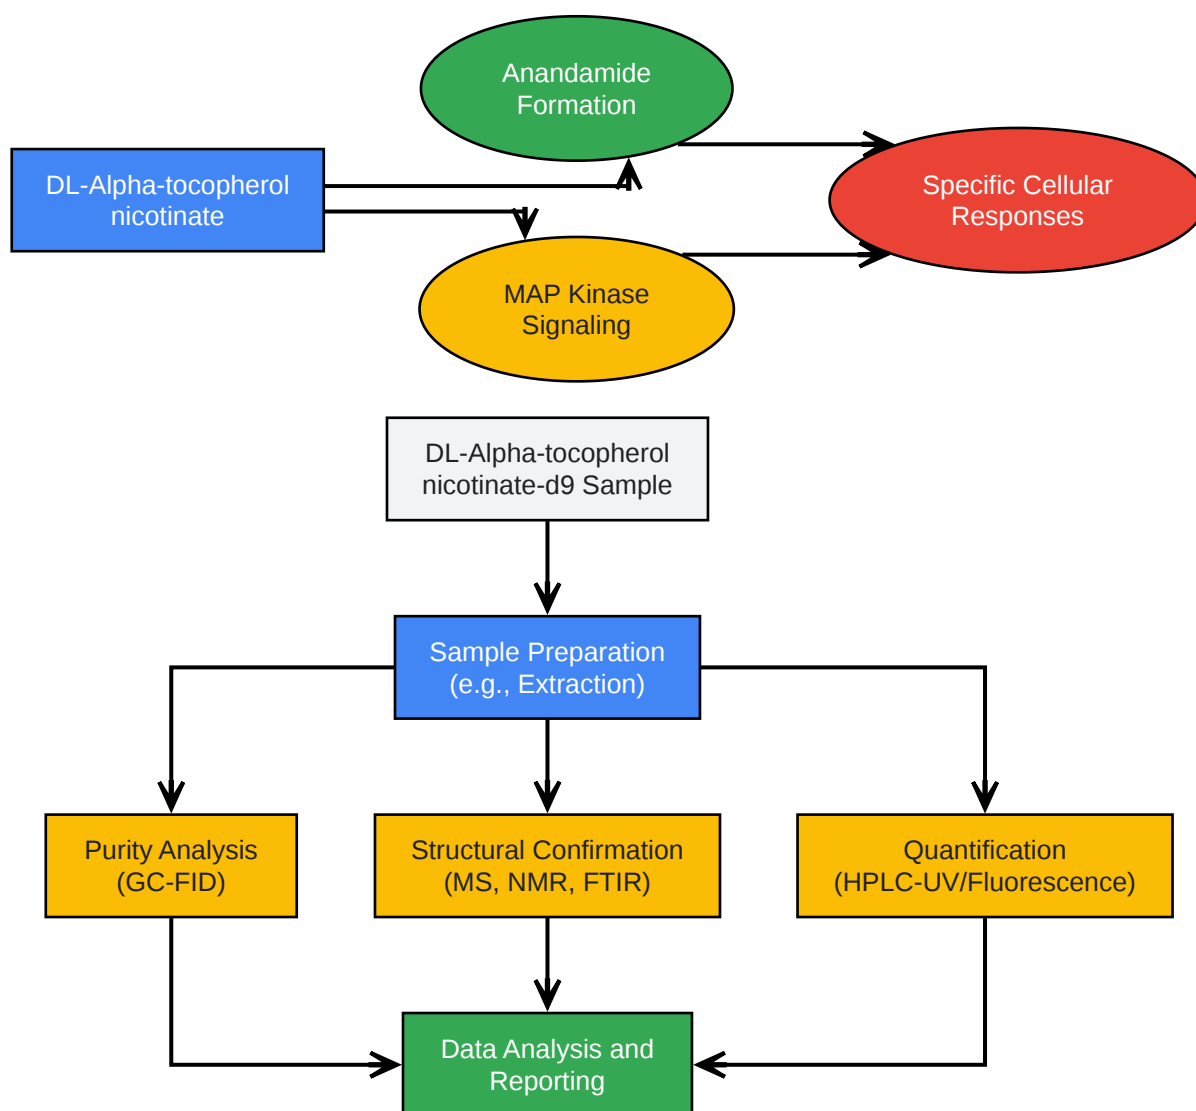 Anandamide
Formation
DL-Alpha-tocopherol
nicotinate
Specific Cellular
Responses
MAP Kinase
Signaling
DL-Alpha-tocopherol
nicotinate-d9 Sample
Sample Preparation
(e.g., Extraction)
Purity Analysis
(GC-FID)
Structural Confirmation
(MS, NMR, FTIR)
Quantification
(HPLC-UV/Fluorescence)
Data Analysis and
Reporting